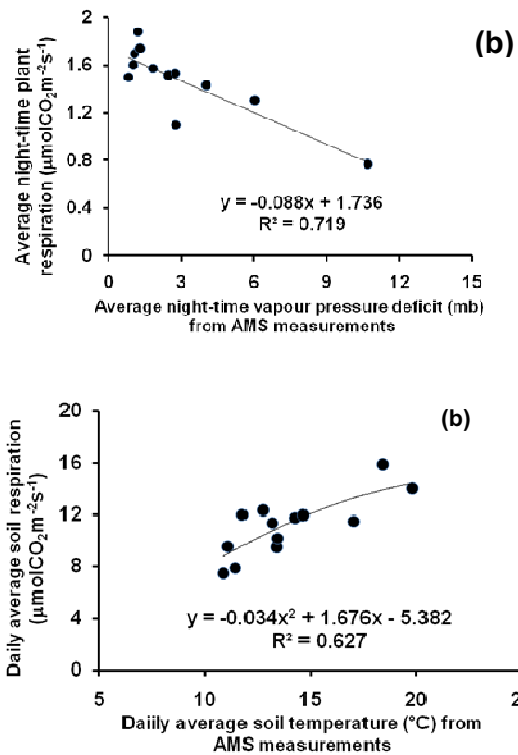 (b)
Average night-time plant
respiration (µmolCO2m-2s-1)
2
1.6
1.2
0.8
0.4
0
y = -0.088x + 1.736
R² = 0.719
0 3 6 9 12 15
Average night-time vapour pressure deficit (mb)
from AMS measurements
(b)
Daily average soil respiration
(µmolCO2m-2s-1)
20
16
12
8
4
0
y = -0.034x² + 1.676x - 5.382
R² = 0.627
5 10 15 20 25
Daiily average soil temperature (°C) from
AMS measurements